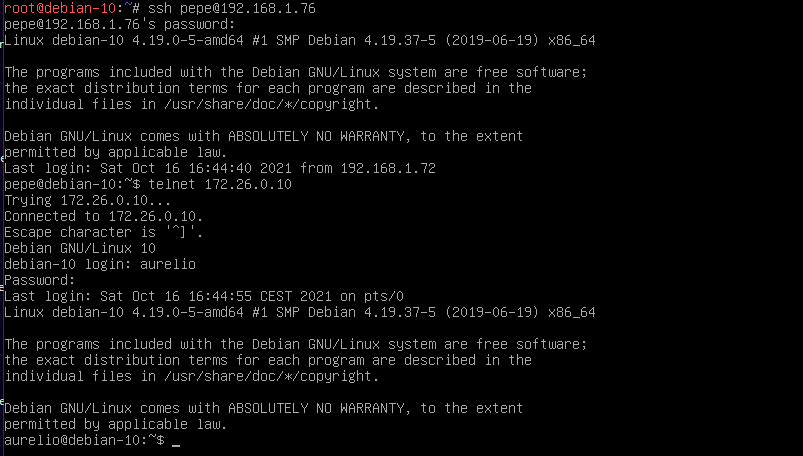 root@debian-10:~# ssh pepe@192.168.1.76
pepe@192.168.1.76's password:
Linux debian-10 4.19.0-5-amd64 #1 SMP Debian 4.19.37-5 (2019-06-19) x86_64

The programs included with the Debian GNU/Linux system are free software;
the exact distribution terms for each program are described in the
individual files in /usr/share/doc/*/copyright.

Debian GNU/Linux comes with ABSOLUTELY NO WARRANTY, to the extent
permitted by applicable law.
Last login: Sat Oct 16 16:44:40 2021 from 192.168.1.72
pepe@debian-10:~$ telnet 172.26.0.10
Trying 172.26.0.10...
Connected to 172.26.0.10.
Escape character is '^]'.
Debian GNU/Linux 10
debian-10 login: aurelio
Password:
Last login: Sat Oct 16 16:44:55 CEST 2021 on pts/0
Linux debian-10 4.19.0-5-amd64 #1 SMP Debian 4.19.37-5 (2019-06-19) x86_64

The programs included with the Debian GNU/Linux system are free software;
the exact distribution terms for each program are described in the
individual files in /usr/share/doc/*/copyright.

Debian GNU/Linux comes with ABSOLUTELY NO WARRANTY, to the extent
permitted by applicable law.
aurelio@debian-10:~$ _